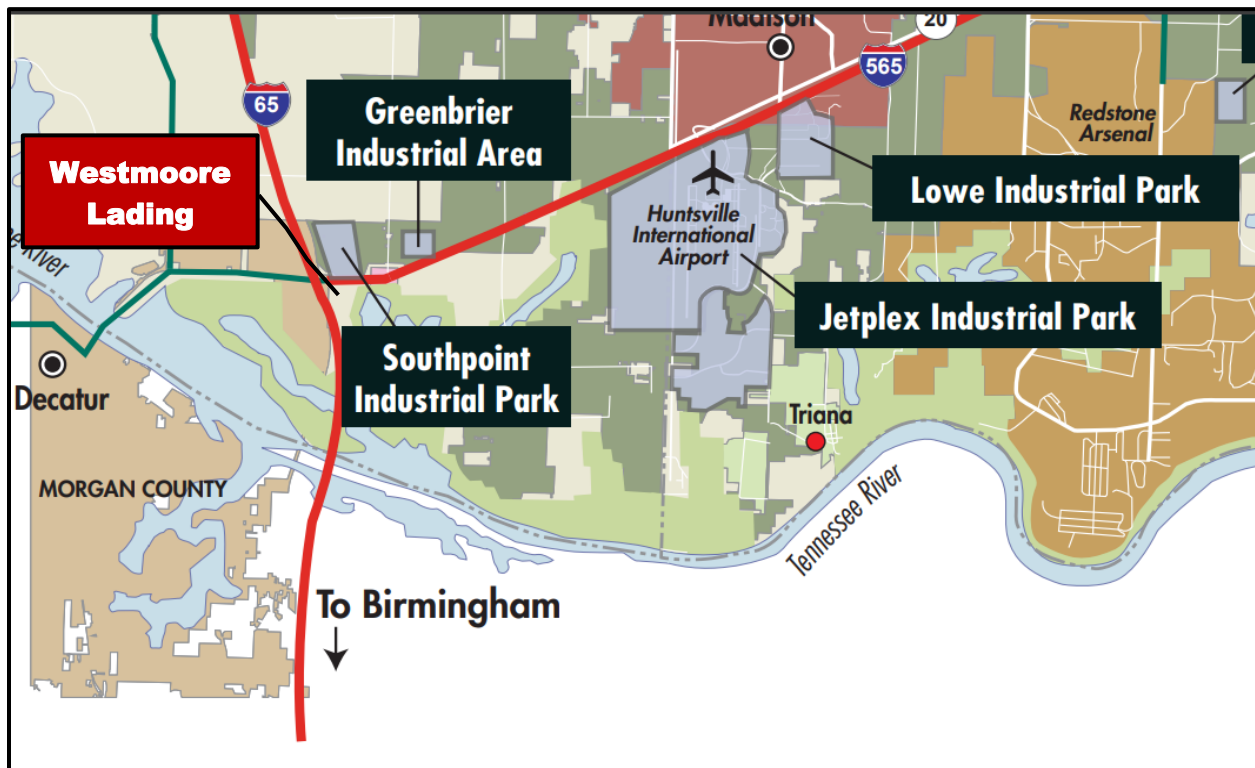 Madison
20
565
65
Greenbrier
Industrial Area
Redstone
Arsenal
Westmoore
Lading
Lowe Industrial Park
Huntsville
International
Airport
River
Jetplex Industrial Park
Southpoint
Industrial Park
Decatur
Triana
MORGAN COUNTY
Tennessee River
To Birmingham